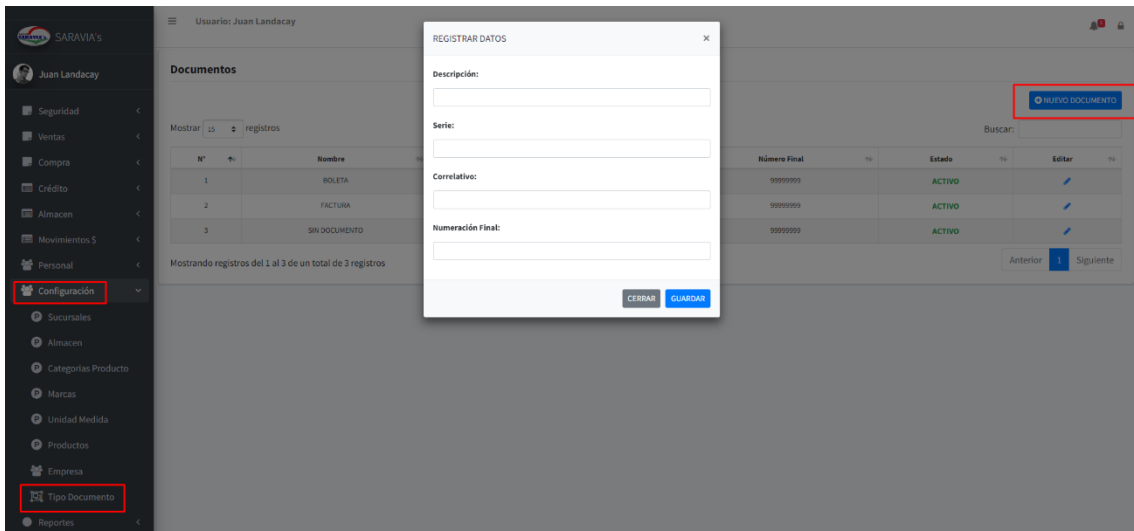 SARAVIA's
Juan Landacay
Seguridad
Ventas
Compra
Crédito
Almacen
Movimientos $
Personal
Configuración
Sucursales
Almacen
Categorias Producto
Marcas
Unidad Medida
Productos
Empresa
Tipo Documento
Reportes
Usuario: Juan Landacay
Documentos
NUEVO DOCUMENTO
Mostrar 15 registros
Buscar:
N° Nombre Número Final Estado Editar
1 BOLETA 99999999 ACTIVO
2 FACTURA 99999999 ACTIVO
3 SIN DOCUMENTO 99999999 ACTIVO
Mostrando registros del 1 al 3 de un total de 3 registros
Anterior 1 Siguiente
REGISTRAR DATOS ×
Descripción:
Serie:
Correlativo:
Numeración Final:
CERRAR GUARDAR